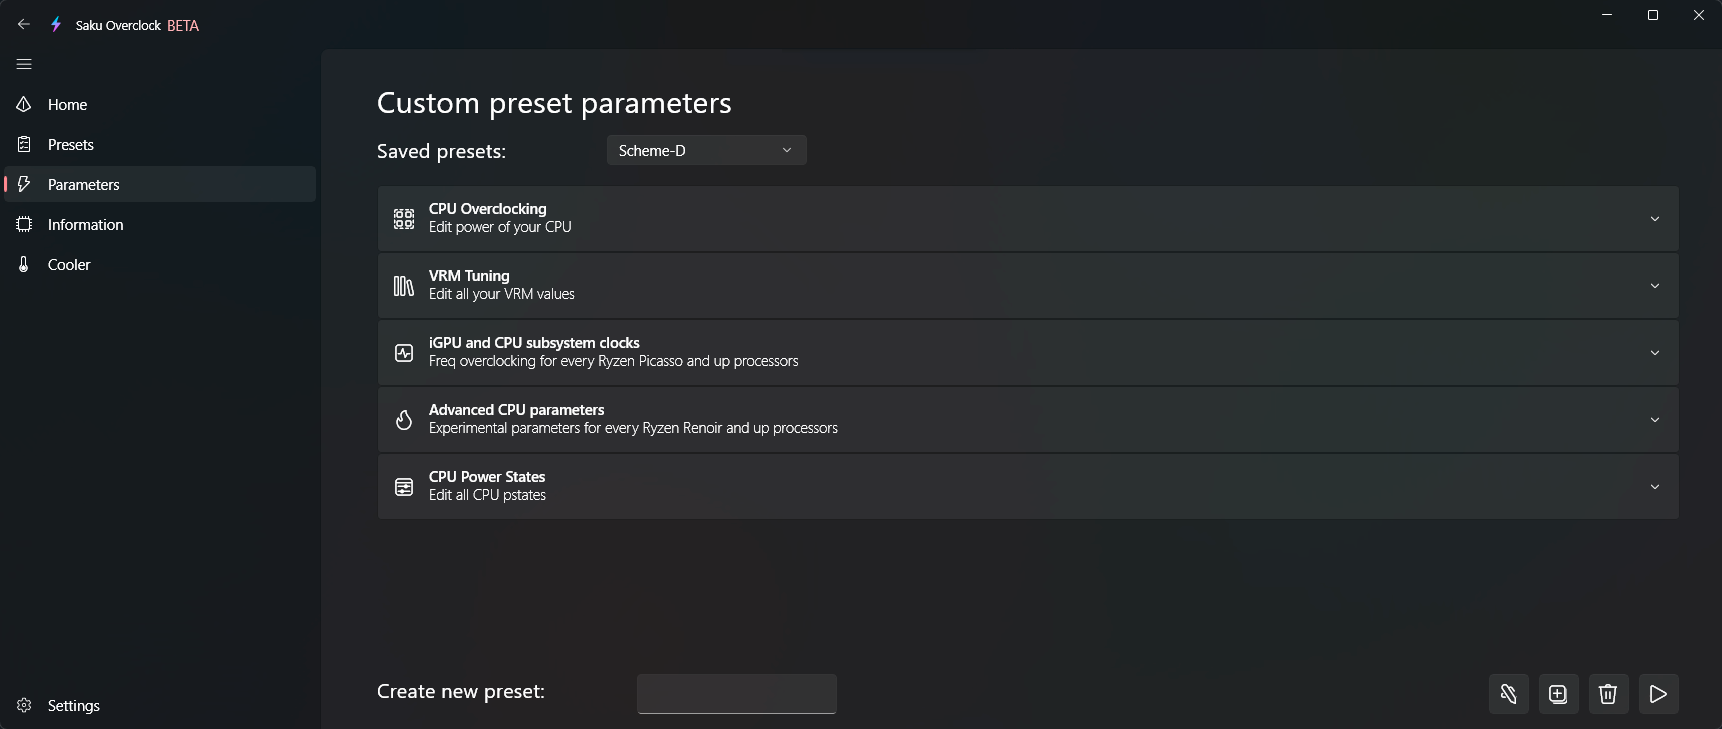 Saku Overclock BETA
Home
Presets
Parameters
Information
Cooler
Settings
Custom preset parameters
Saved presets:
Scheme-D
CPU Overclocking
Edit power of your CPU
VRM Tuning
Edit all your VRM values
iGPU and CPU subsystem clocks
Freq overclocking for every Ryzen Picasso and up processors
Advanced CPU parameters
Experimental parameters for every Ryzen Renoir and up processors
CPU Power States
Edit all CPU pstates
Create new preset: